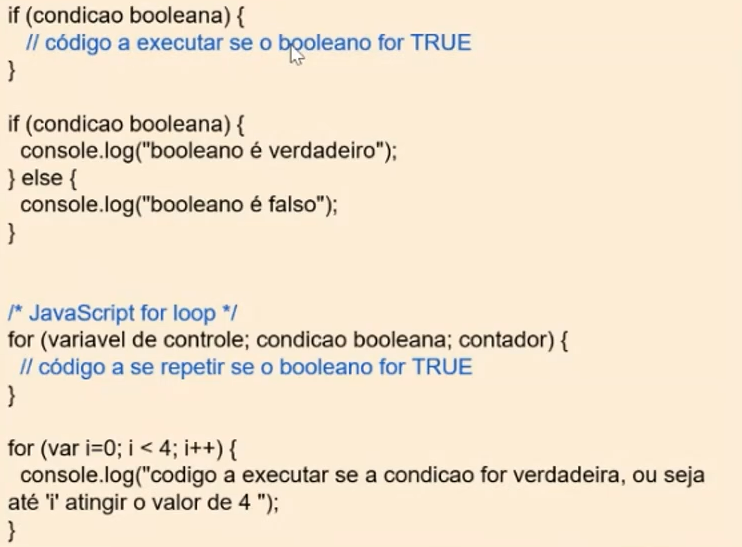 if (condicao booleana) {
// código a executar se o booleano for TRUE
}
if (condicao booleana) {
console.log("booleano é verdadeiro");
} else {
console.log("booleano é falso");
}
/* JavaScript for loop */
for (variavel de controle; condicao booleana; contador) {
// código a se repetir se o booleano for TRUE
}
for (var i=0; i < 4; i++) {
console.log("codigo a executar se a condicao for verdadeira, ou seja
até 'i' atingir o valor de 4 ");
}